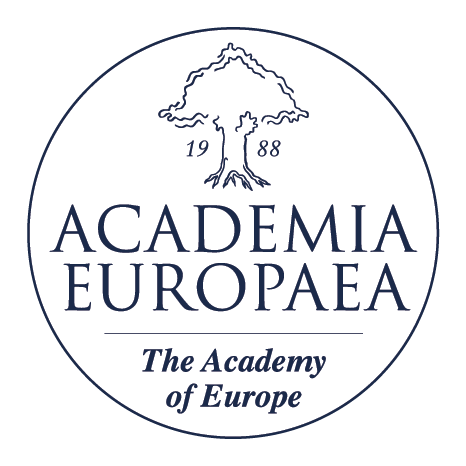 19 88
ACADEMIA
EUROPAEA
The Academy
of Europe